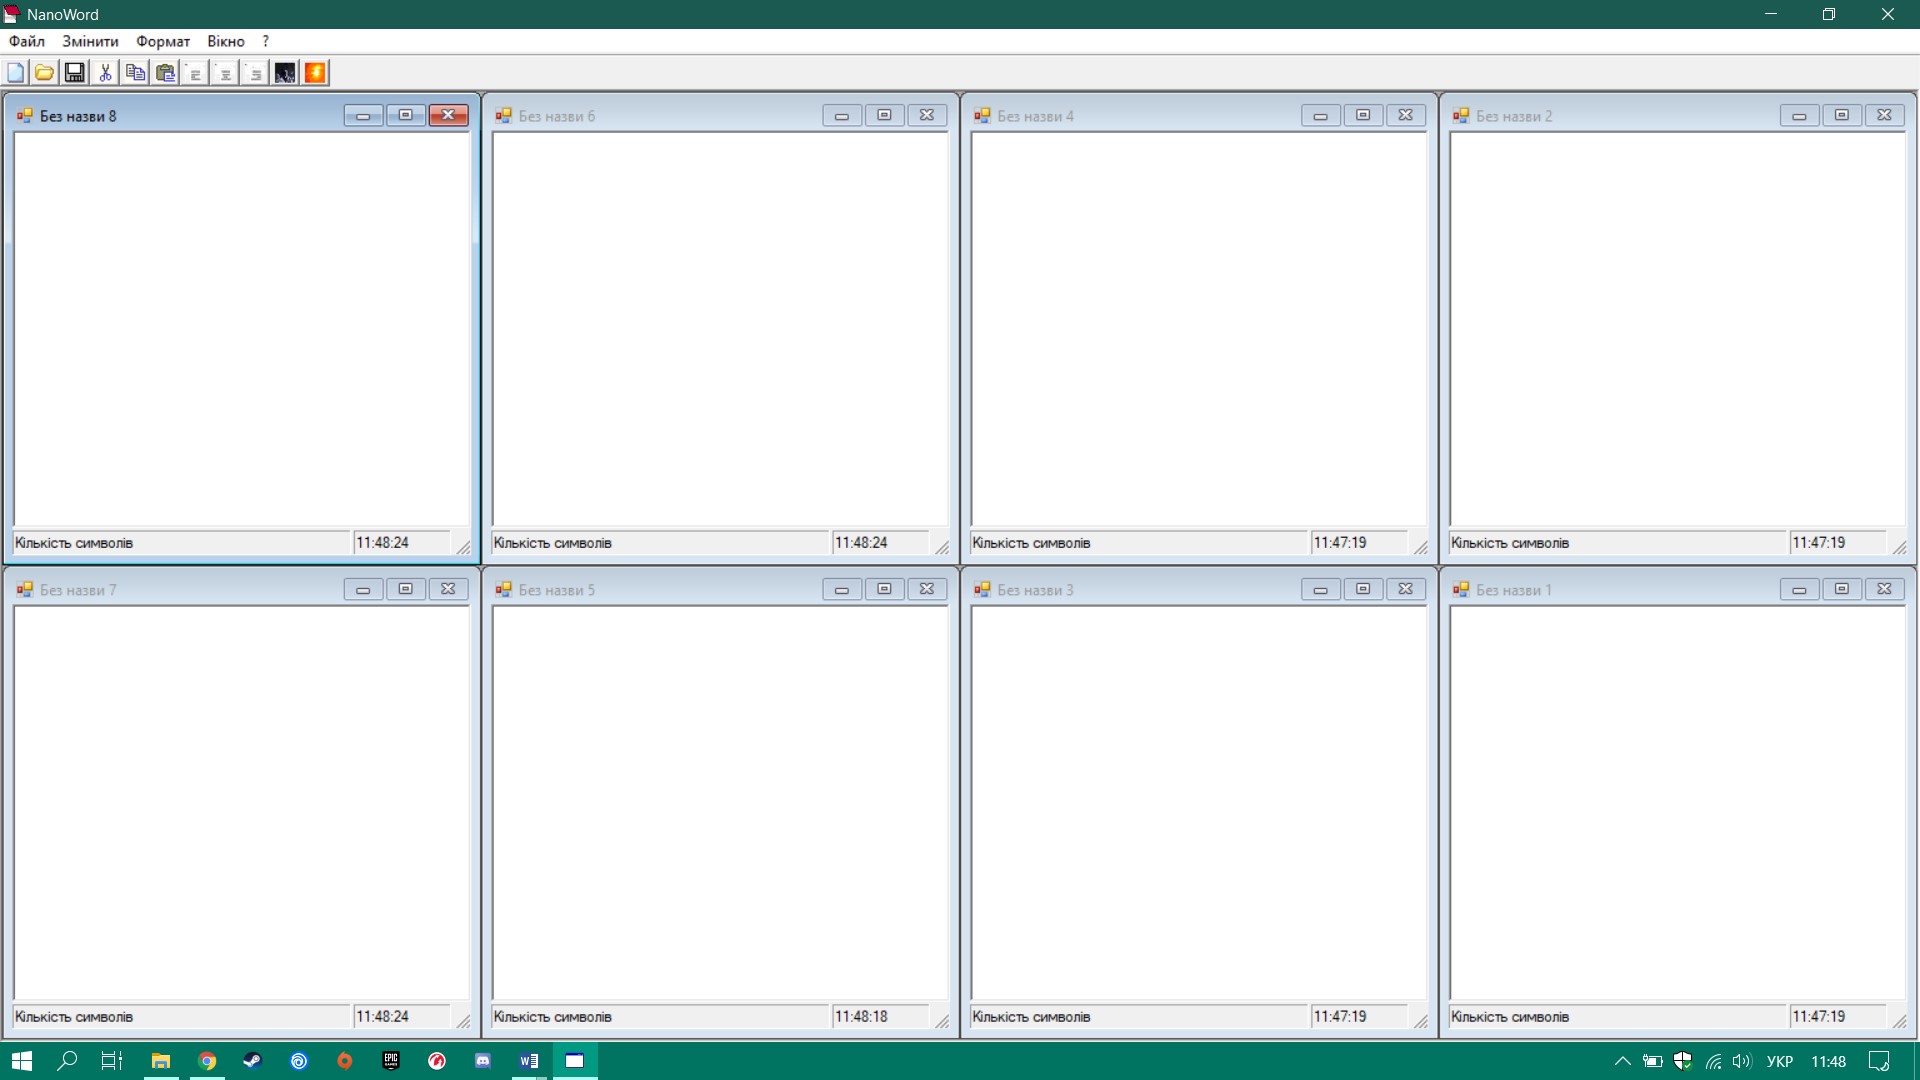 NanoWord
Файл Змінити Формат Вікно ?
Без назви 8
Без назви 6
Без назви 4
Без назви 2
Кількість символів 11:48:24
Кількість символів 11:48:24
Кількість символів 11:47:19
Кількість символів 11:47:19
Без назви 7
Без назви 5
Без назви 3
Без назви 1
Кількість символів 11:48:24
Кількість символів 11:48:18
Кількість символів 11:47:19
Кількість символів 11:47:19
EPIC
GAMES
W
УКР 11:48